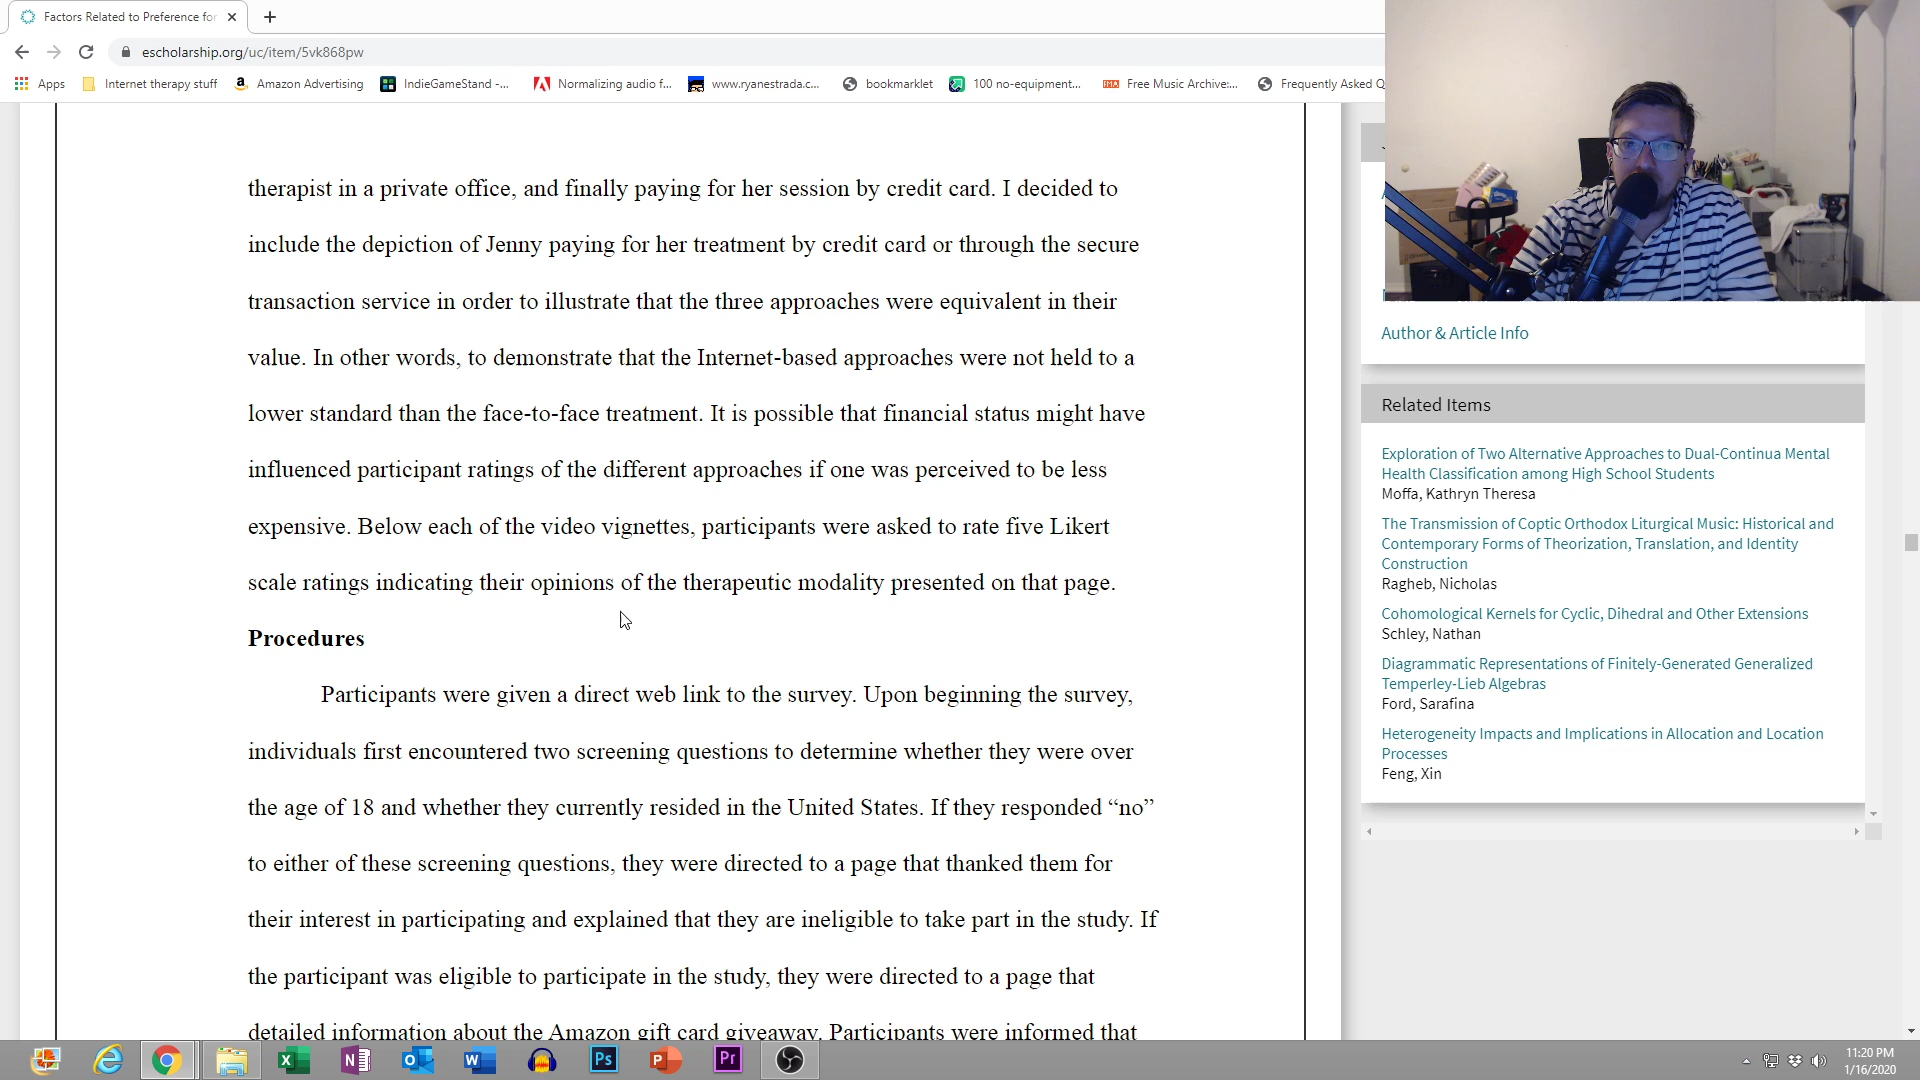 Factors Related to Preference for
escholarship.org/uc/item/5vk868pw
Apps
Internet therapy stuff
Amazon Advertising
IndieGameStand -...
Normalizing audio f...
www.ryanestrada.c...
bookmarklet
100 no-equipment...
Free Music Archive:...
Frequently Asked Q
therapist in a private office, and finally paying for her session by credit card. I decided to
include the depiction of Jenny paying for her treatment by credit card or through the secure
transaction service in order to illustrate that the three approaches were equivalent in their
value. In other words, to demonstrate that the Internet-based approaches were not held to a
lower standard than the face-to-face treatment. It is possible that financial status might have
influenced participant ratings of the different approaches if one was perceived to be less
expensive. Below each of the video vignettes, participants were asked to rate five Likert
scale ratings indicating their opinions of the therapeutic modality presented on that page.
Procedures
Participants were given a direct web link to the survey. Upon beginning the survey,
individuals first encountered two screening questions to determine whether they were over
the age of 18 and whether they currently resided in the United States. If they responded “no”
to either of these screening questions, they were directed to a page that thanked them for
their interest in participating and explained that they are ineligible to take part in the study. If
the participant was eligible to participate in the study, they were directed to a page that
detailed information about the Amazon gift card giveaway. Participants were informed that
Author & Article Info
Related Items
Exploration of Two Alternative Approaches to Dual-Continua Mental
Health Classification among High School Students
Moffa, Kathryn Theresa
The Transmission of Coptic Orthodox Liturgical Music: Historical and
Contemporary Forms of Theorization, Translation, and Identity
Construction
Ragheb, Nicholas
Cohomological Kernels for Cyclic, Dihedral and Other Extensions
Schley, Nathan
Diagrammatic Representations of Finitely-Generated Generalized
Temperley-Lieb Algebras
Ford, Sarafina
Heterogeneity Impacts and Implications in Allocation and Location
Processes
Feng, Xin
11:20 PM
1/16/2020